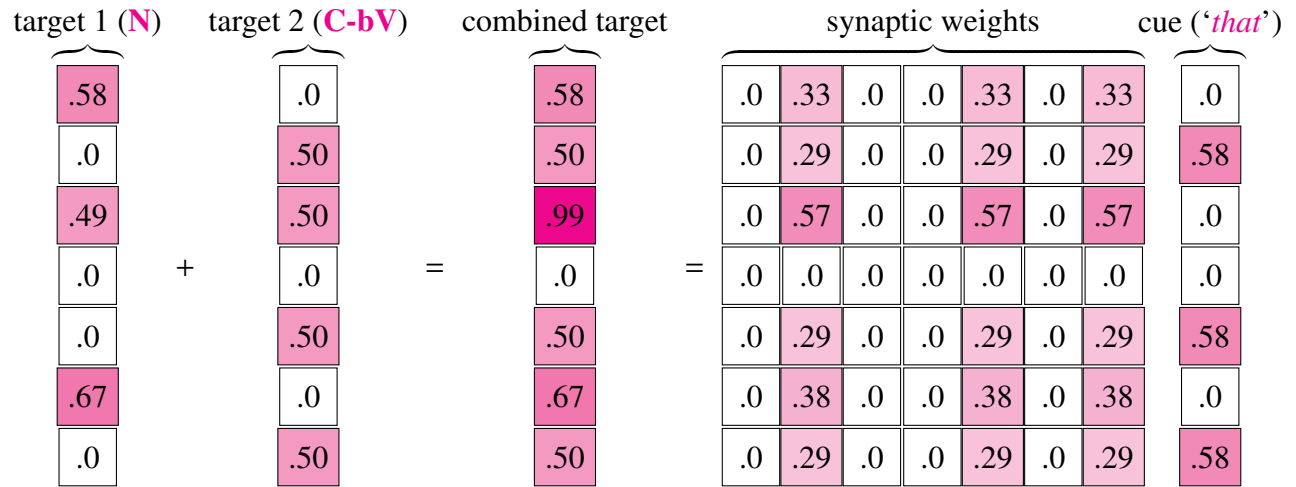 target 1 (N) target 2 (C-bV) combined target synaptic weights cue (‘that’)
.58 .0 .58 .0 .33 .0 .0 .33 .0 .33 .0
.0 .50 .50 .0 .29 .0 .0 .29 .0 .29 .58
.49 .50 .99 .0 .57 .0 .0 .57 .0 .57 .0
.0 + .0 = .0 = .0 .0 .0 .0 .0 .0 .0 .0
.0 .50 .50 .0 .29 .0 .0 .29 .0 .29 .58
.67 .0 .67 .0 .38 .0 .0 .38 .0 .38 .0
.0 .50 .50 .0 .29 .0 .0 .29 .0 .29 .58